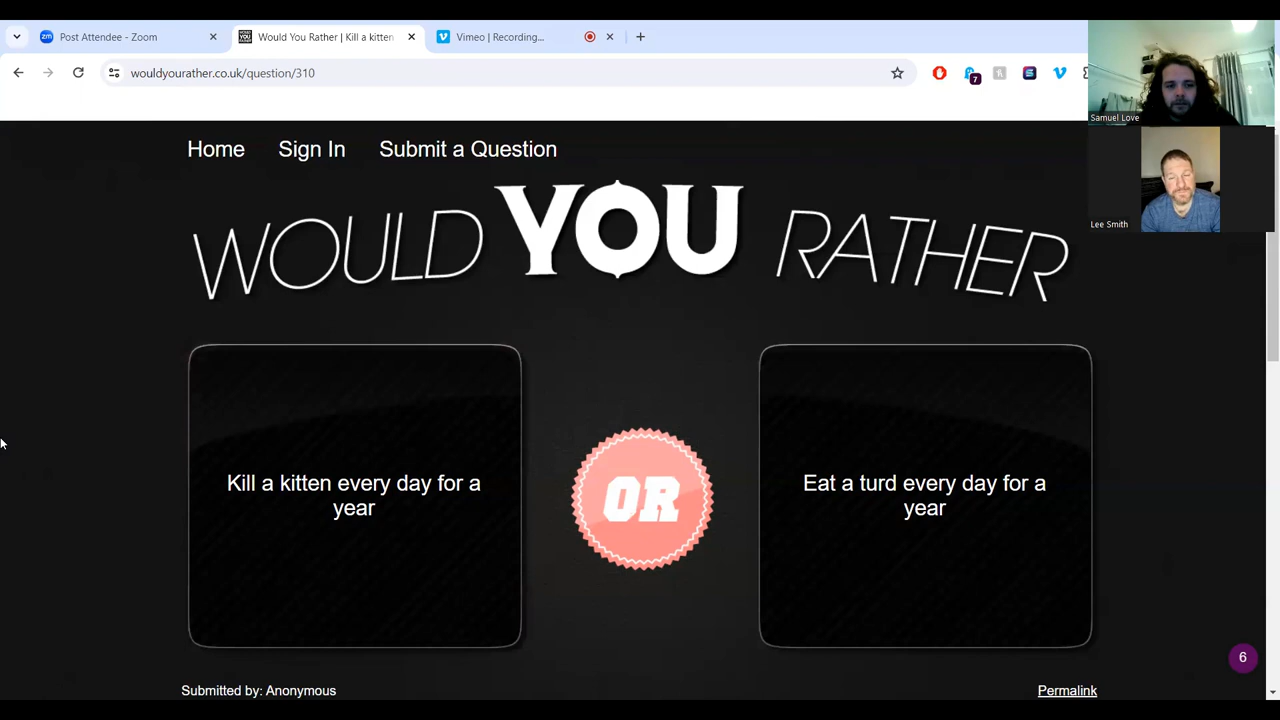 Post Attendee - Zoom
Would You Rather | Kill a kitten
Vimeo | Recording...
wouldyourather.co.uk/question/310
7
Samuel Love
Lee Smith
Home Sign In Submit a Question
WOULD YOU RATHER
Kill a kitten every day for a
year
OR
Eat a turd every day for a
year
6
Submitted by: Anonymous
Permalink